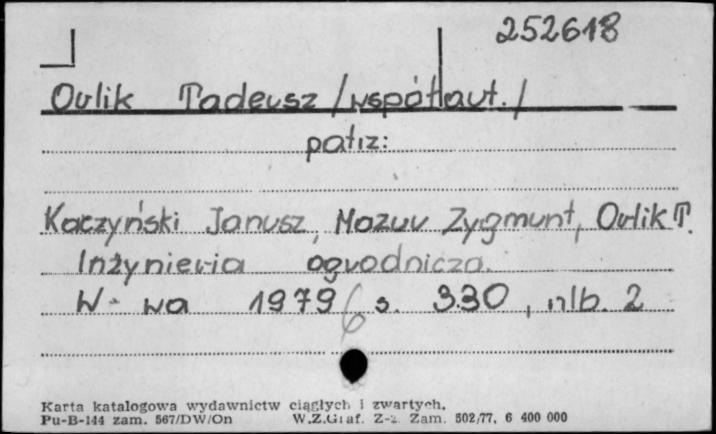 252618
Orlik Tadeusz /współaut./
patrz:
Kaczyński Janusz, Mazur Zygmunt, Orlik T.
Inżynieria ogrodnicza.
W-wa 1979 6 s. 330, nlb. 2
Karta katalogowa wydawnictw ciągłych i zwartych.
Pu-B-144 zam. 567/DW/On W.Z.Graf. Z-z. Zam. 502/77, 6 400 000